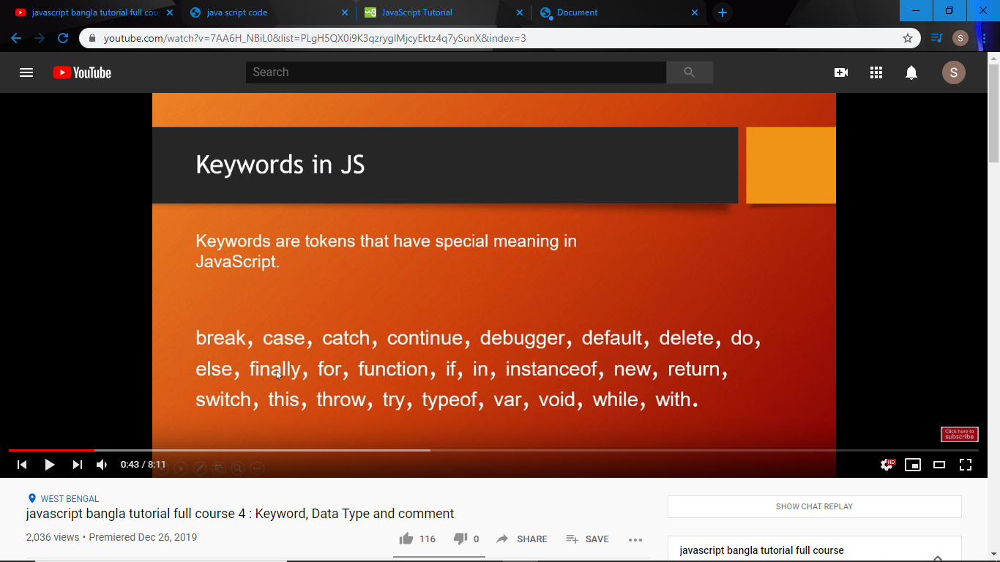 javascript bangla tutorial full cou
java script code
JavaScript Tutorial
Document
youtube.com/watch?v=7AA6H_NBiL0&list=PLgH5QX0i9K3qzryglMjcyEktz4q7ySunX&index=3
S
YouTube
Search
S
Keywords in JS
Keywords are tokens that have special meaning in
JavaScript.
break, case, catch, continue, debugger, default, delete, do,
else, finally, for, function, if, in, instanceof, new, return,
switch, this, throw, try, typeof, var, void, while, with.
Click here to
subscribe
0:43 / 8:11
HD
WEST BENGAL
javascript bangla tutorial full course 4 : Keyword, Data Type and comment
2,036 views • Premiered Dec 26, 2019
116
0
SHARE
SAVE
SHOW CHAT REPLAY
javascript bangla tutorial full course